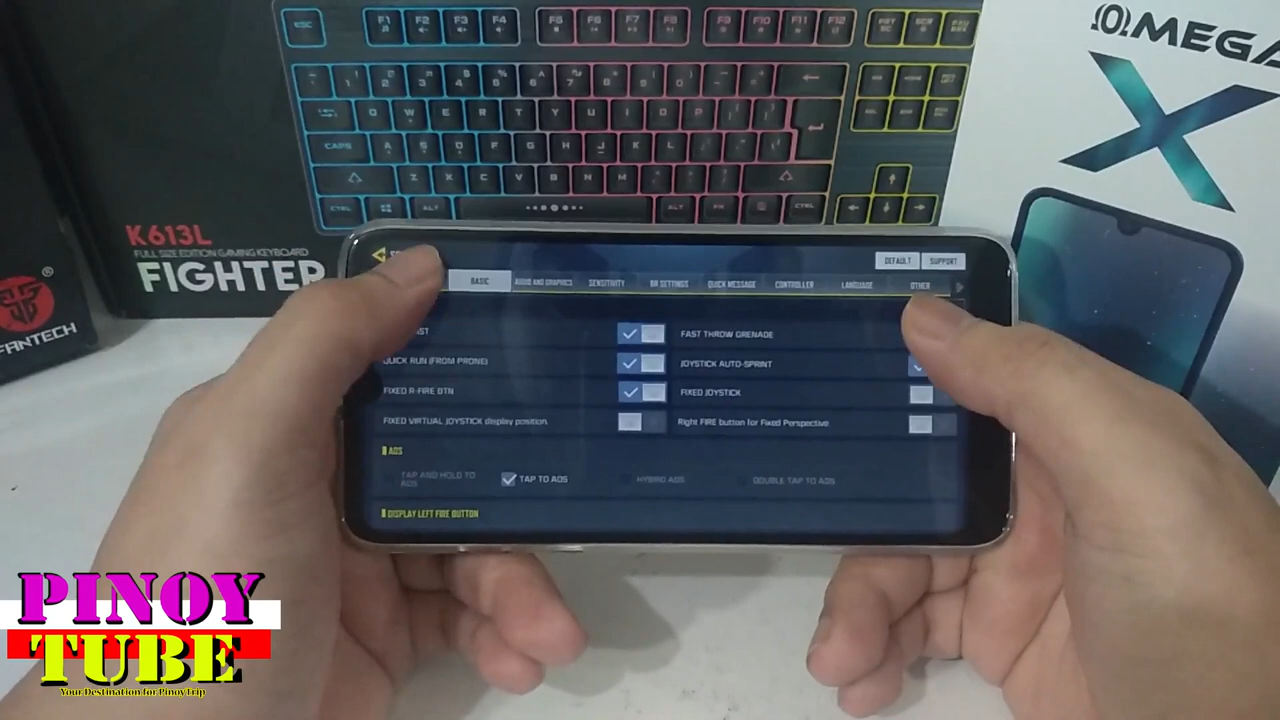 ESC F1 F2 F3 F4 F5 F6 F7 F8 F9 F10 F11 F12
OMEGA
X
Q W E R T Y U I O P
CAPS A S D F G H J K L
Z X C V B N M
CTRL ALT ALT FN CTRL
K613L
FULL SIZE EDITION GAMING KEYBOARD
FIGHTER
FANTECH
®
DEFAULT SUPPORT
BASIC AUDIO AND GRAPHICS SENSITIVITY BR SETTINGS QUICK MESSAGE CONTROLLER LANGUAGE OTHER
FAST THROW GRENADE
QUICK RUN (FROM PRONE) JOYSTICK AUTO-SPRINT
FIXED R-FIRE BTN FIXED JOYSTICK
FIXED VIRTUAL JOYSTICK display position. Right FIRE button for Fixed Perspective
ADS
TAP AND HOLD TO
ADS
TAP TO ADS HYBRID ADS DOUBLE TAP TO ADS
DISPLAY LEFT FIRE BUTTON
PINOY
TUBE
Your Destination for PinoyTrip